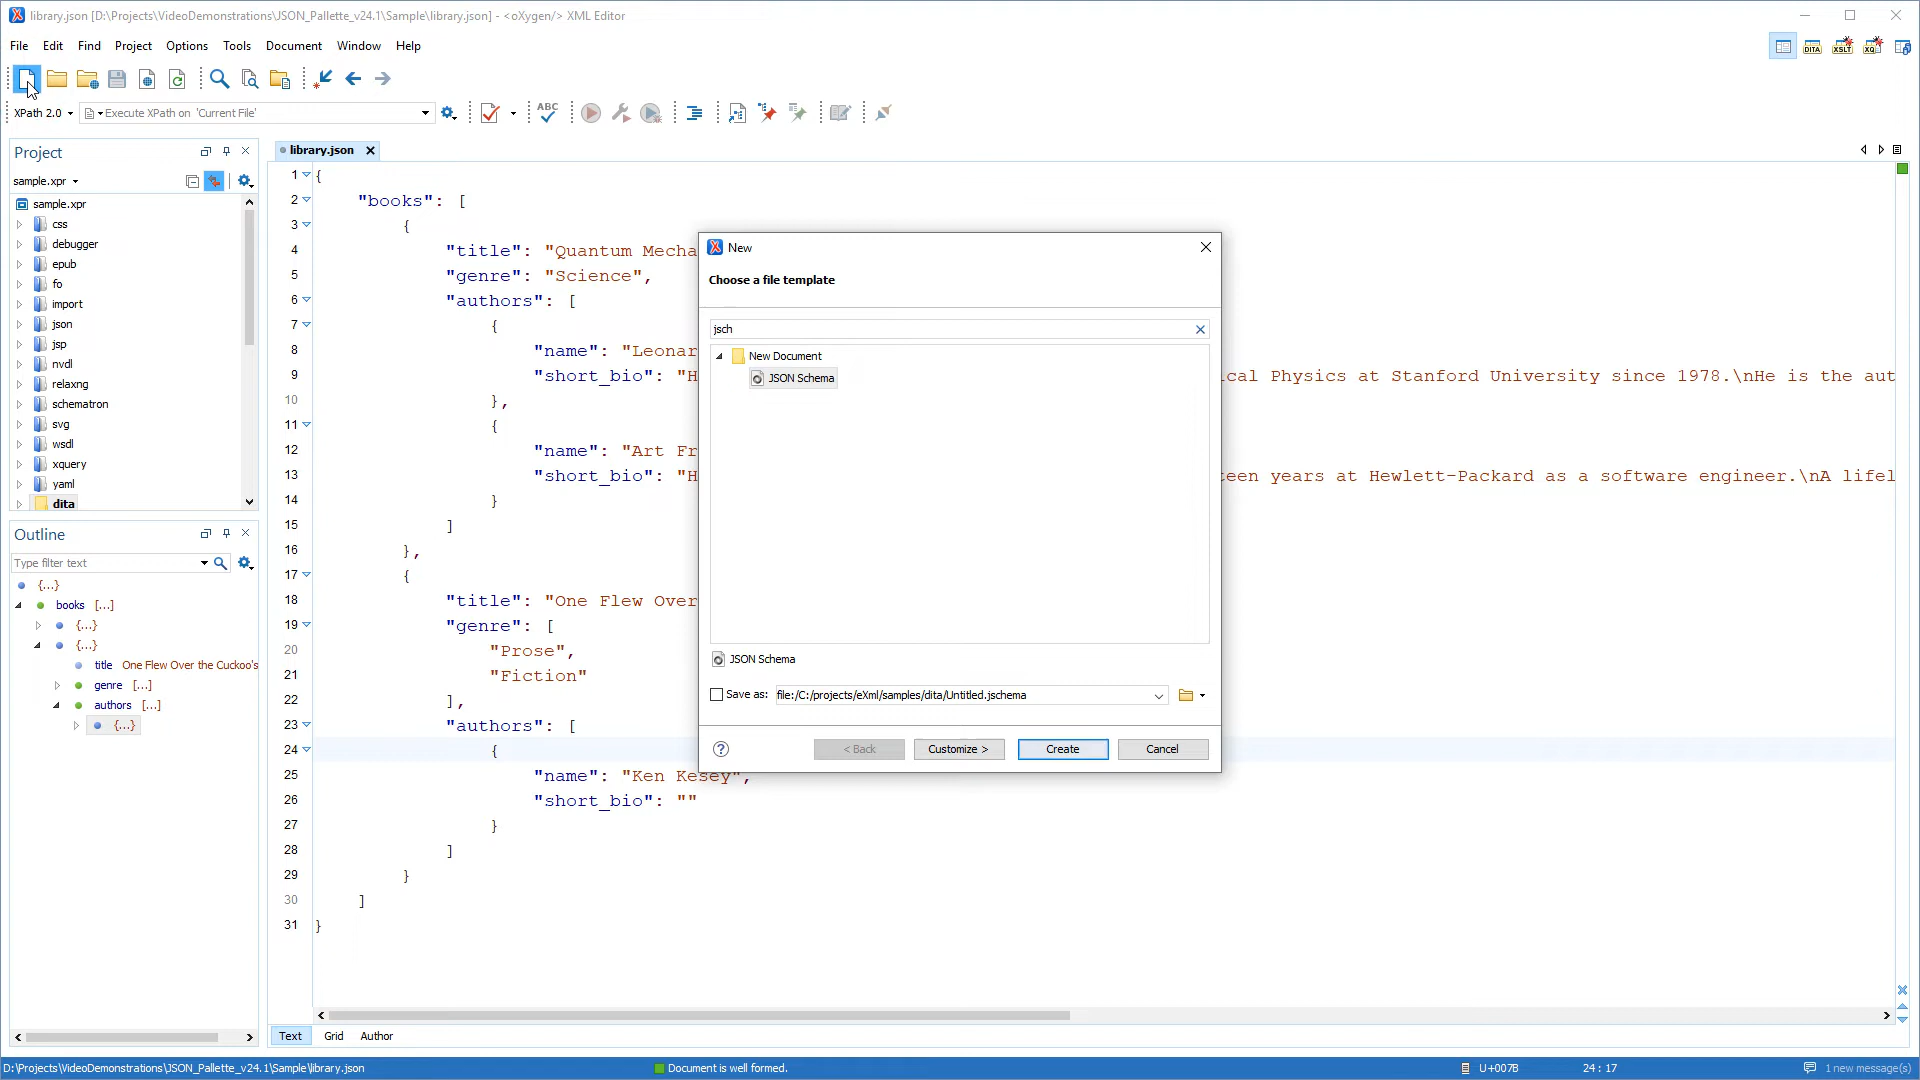 library.json [D:\Projects\VideoDemonstrations\JSON_Pallette_v24.1\Sample\library.json] - <oXygen/> XML Editor
File Edit Find Project Options Tools Document Window Help
DITA XSLT XQ
XPath 2.0 Execute XPath on 'Current File'
ABC
Project
sample.xpr
sample.xpr
css
debugger
epub
fo
import
json
jsp
nvdl
relaxng
schematron
svg
wsdl
xquery
yaml
dita
Outline
Type filter text
{...}
books [...]
{...}
{...}
title One Flew Over the Cuckoo's
genre [...]
authors [...]
{...}
library.json
1 {
2 "books": [
3 {
4 "title": "Quantum Mecha
5 "genre": "Science",
6 "authors": [
7 {
8 "name": "Leonar
9 "short_bio": "H ical Physics at Stanford University since 1978.\nHe is the aut
10 },
11 {
12 "name": "Art Fr
13 "short_bio": "H teen years at Hewlett-Packard as a software engineer.\nA lifel
14 }
15 ]
16 },
17 {
18 "title": "One Flew Over
19 "genre": [
20 "Prose",
21 "Fiction"
22 ],
23 "authors": [
24 {
25 "name": "Ken Kesey",
26 "short_bio": ""
27 }
28 ]
29 }
30 ]
31 }
New
Choose a file template
jsch
New Document
JSON Schema
JSON Schema
Save as: file:/C:/projects/eXml/samples/dita/Untitled.jschema
? < Back Customize > Create Cancel
Text Grid Author
D:\Projects\VideoDemonstrations\JSON_Pallette_v24.1\Sample\library.json Document is well formed. U+007B 24 : 17 1 new message(s)